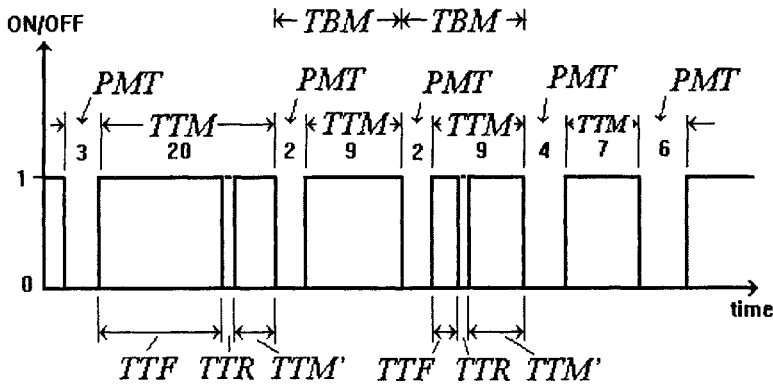 TBM TBM
ON/OFF
PMT PMT PMT PMT PMT
TTM TTM TTM TTM
3 20 2 9 2 9 4 7 6
1
0
time
TTF TTR TTM' TTF TTR TTM'